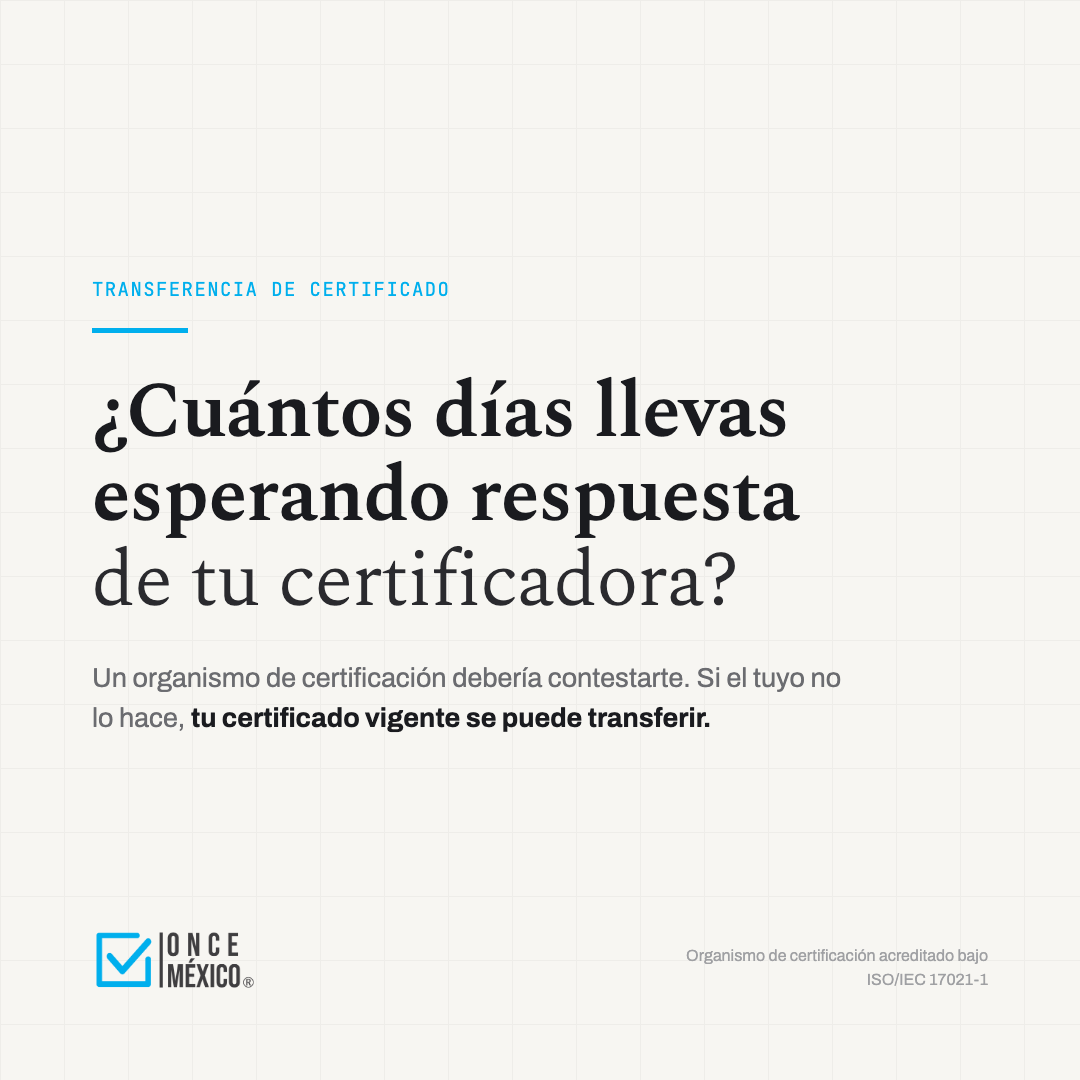 TRANSFERENCIA DE CERTIFICADO
¿Cuántos días llevas
esperando respuesta
de tu certificadora?
Un organismo de certificación debería contestarte. Si el tuyo no
lo hace, tu certificado vigente se puede transferir.
ONCE
MÉXICO®
Organismo de certificación acreditado bajo
ISO/IEC 17021-1